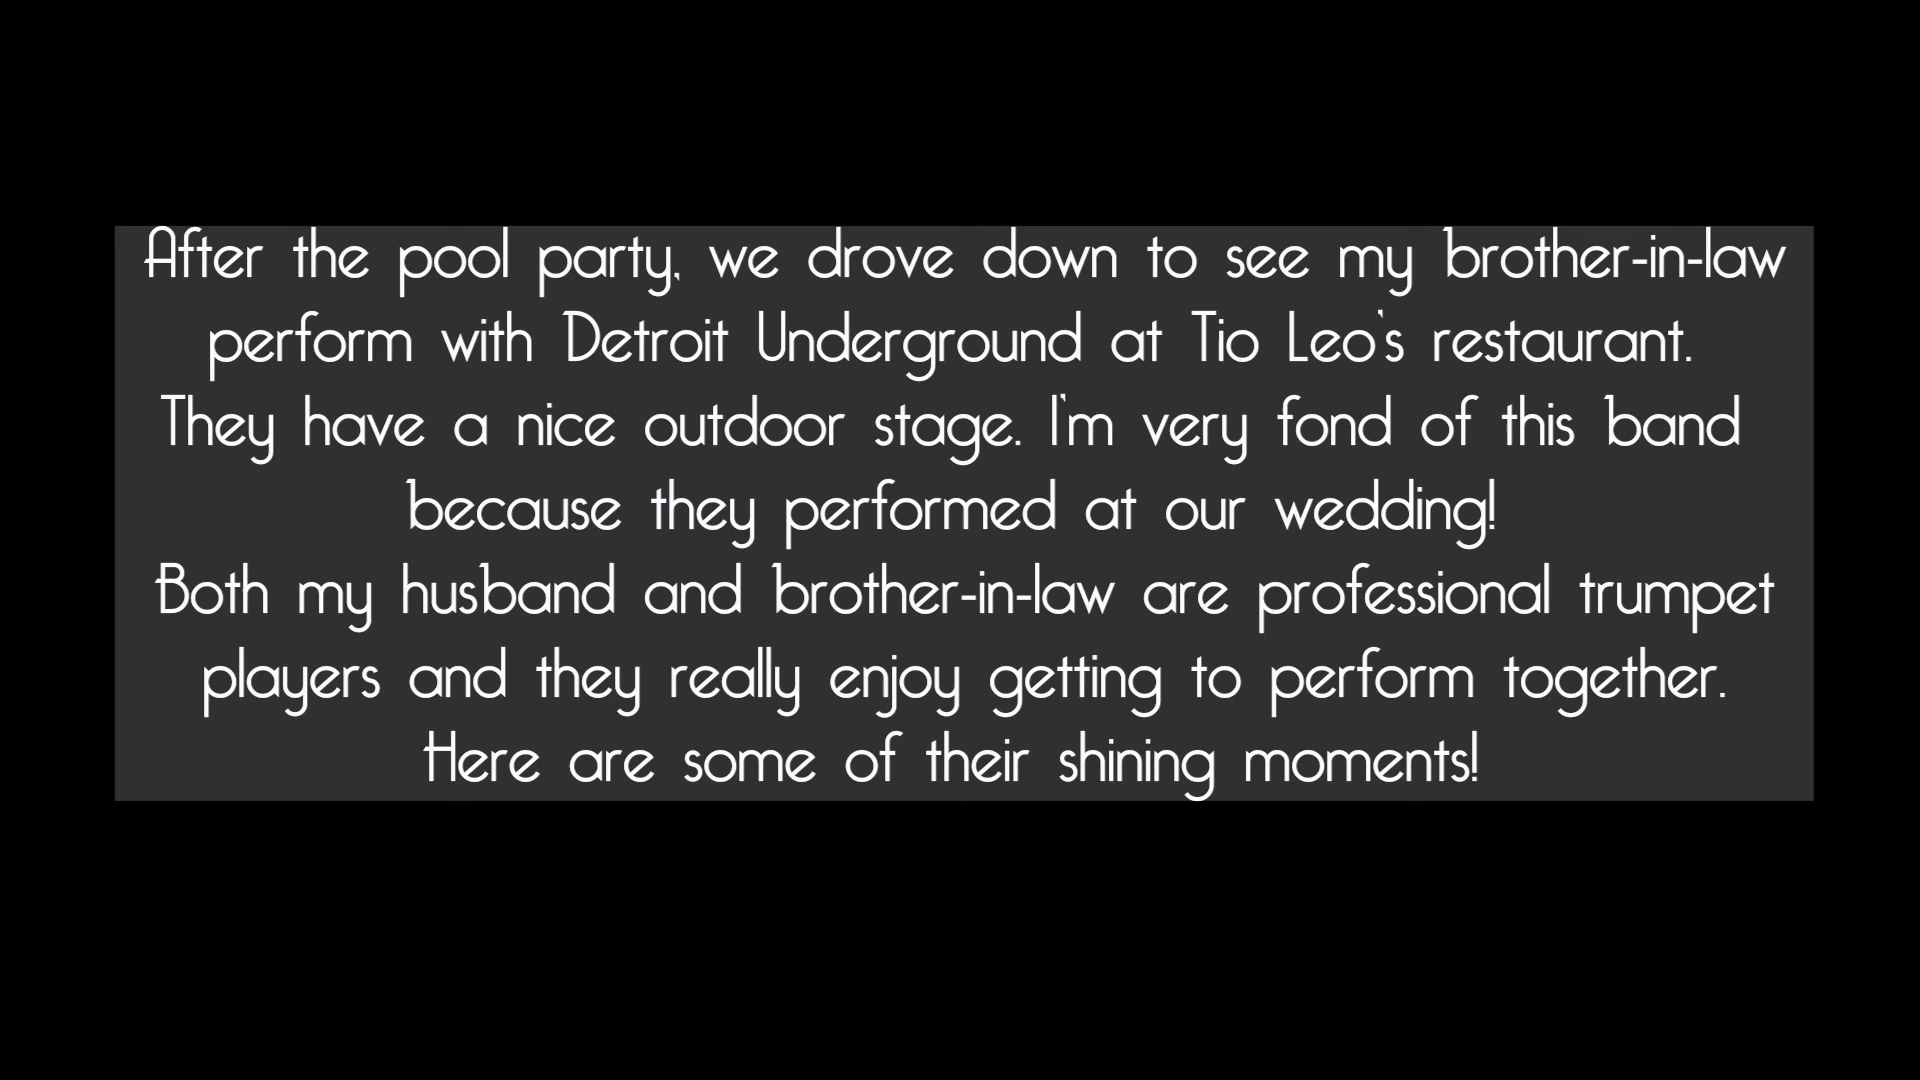 After the pool party, we drove down to see my brother-in-law
perform with Detroit Underground at Tio Leo's restaurant.
They have a nice outdoor stage. I'm very fond of this band
because they performed at our wedding!
Both my husband and brother-in-law are professional trumpet
players and they really enjoy getting to perform together.
Here are some of their shining moments!